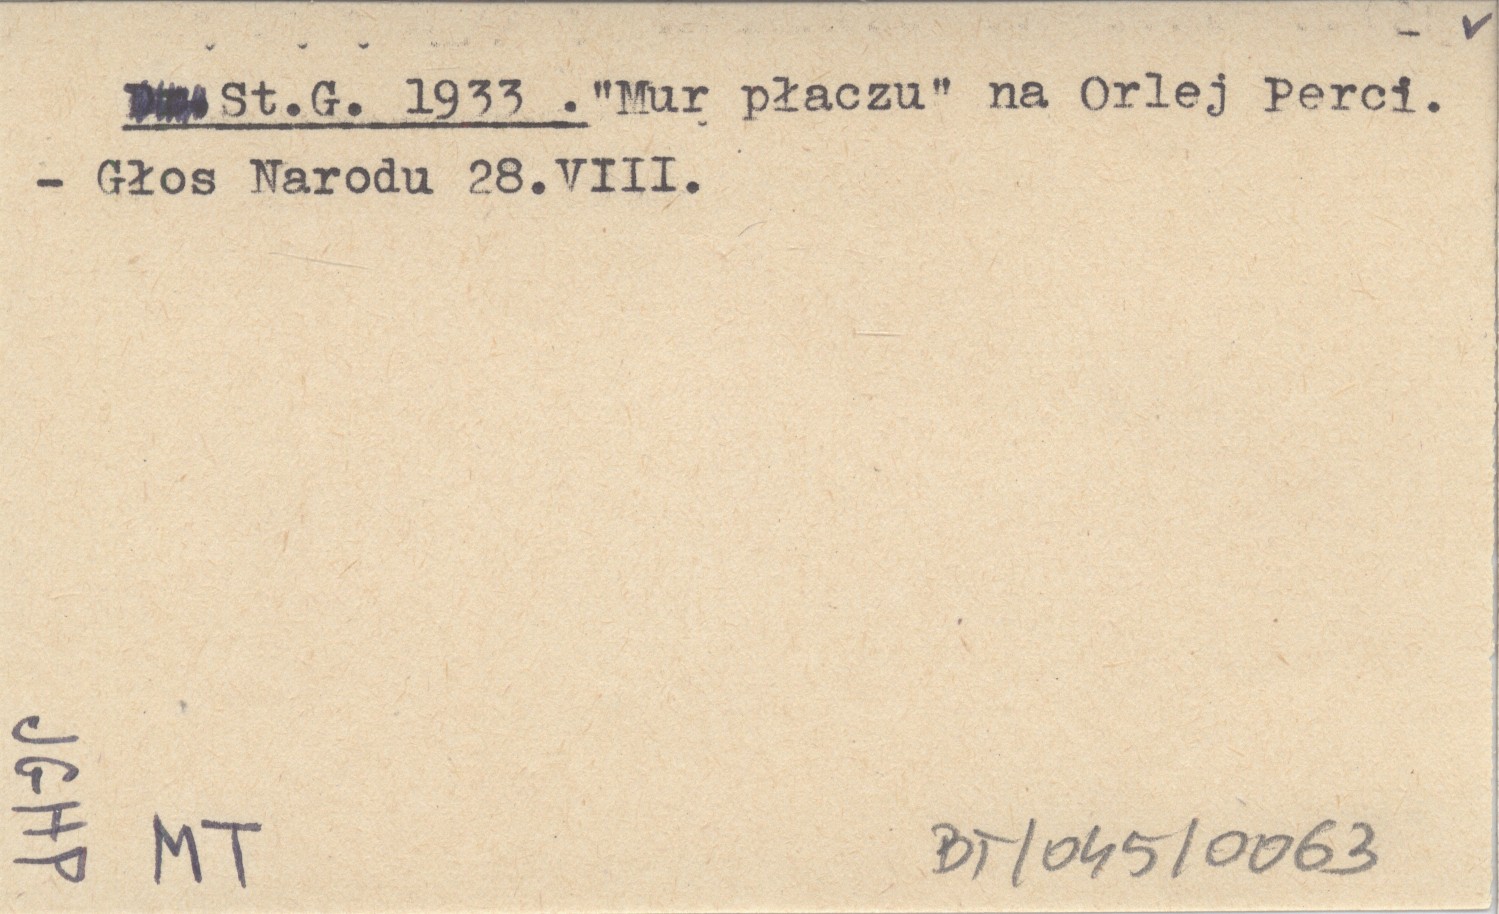 St.G. 1933 ."Mur płaczu" na Orlej Perci.
- Głos Narodu 28.VIII.
JGHP
MT
BT/045/0063